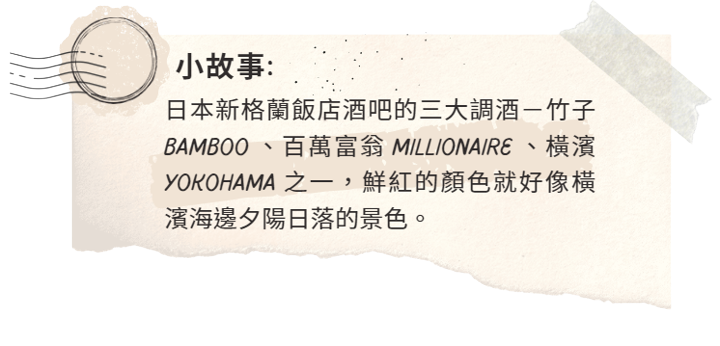 小故事:
日本新格蘭飯店酒吧的三大調酒－竹子
BAMBOO 、百萬富翁 MILLIONAIRE 、橫濱
YOKOHAMA 之一，鮮紅的顏色就好像橫
濱海邊夕陽日落的景色。